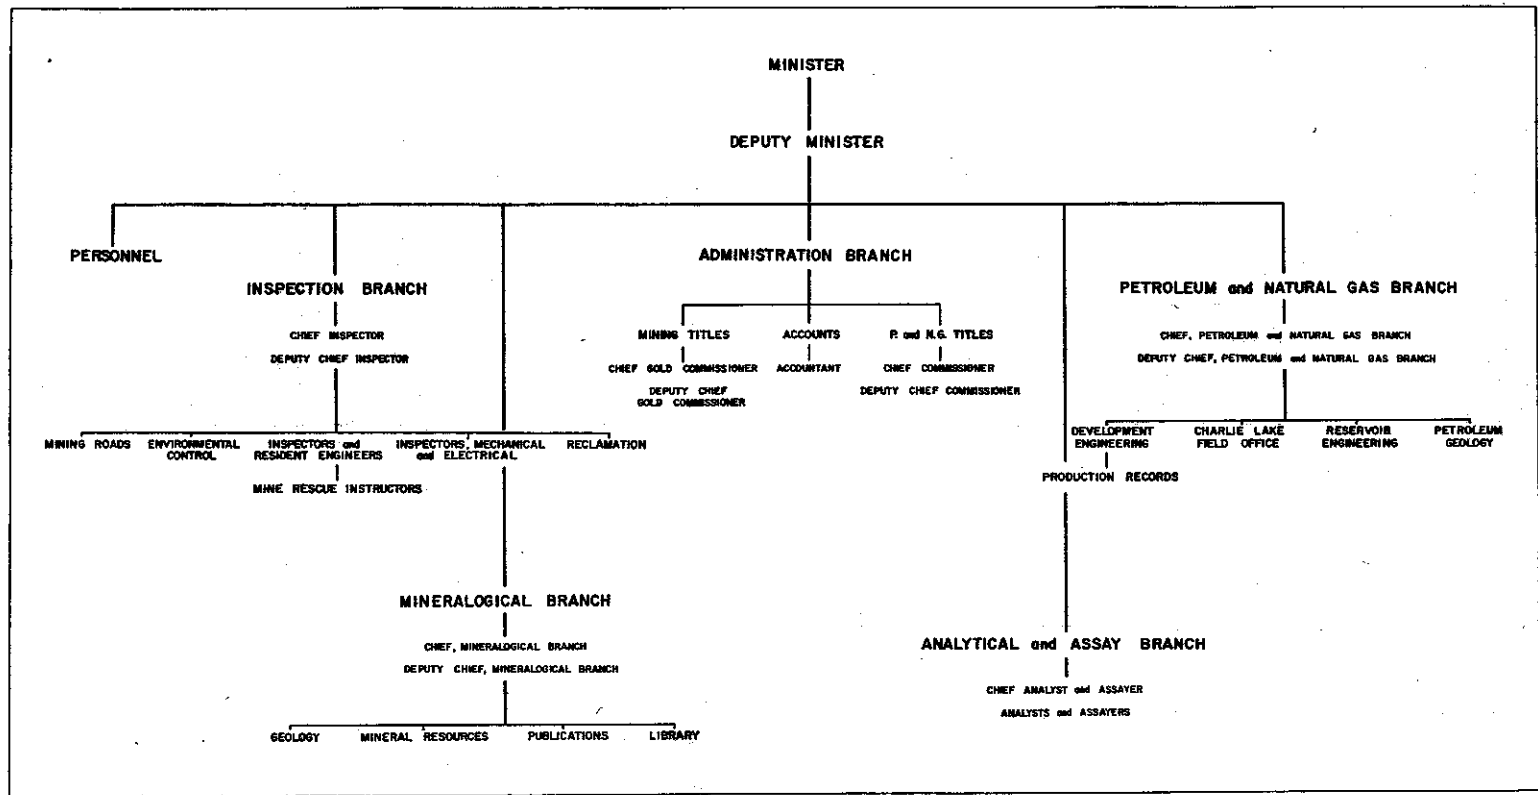 MINISTER
DEPUTY MINISTER
PERSONNEL
INSPECTION BRANCH
CHIEF INSPECTOR
DEPUTY CHIEF INSPECTOR
MINING ROADS
ENVIRONMENTAL
CONTROL
INSPECTORS and
RESIDENT ENGINEERS
MINE RESCUE INSTRUCTORS
INSPECTORS, MECHANICAL
and ELECTRICAL
RECLAMATION
MINERALOGICAL BRANCH
CHIEF, MINERALOGICAL BRANCH
DEPUTY CHIEF, MINERALOGICAL BRANCH
GEOLOGY
MINERAL RESOURCES
PUBLICATIONS
LIBRARY
ADMINISTRATION BRANCH
MINING TITLES
CHIEF GOLD COMMISSIONER
DEPUTY CHIEF
GOLD COMMISSIONER
ACCOUNTS
ACCOUNTANT
P. and N.G. TITLES
CHIEF COMMISSIONER
DEPUTY CHIEF COMMISSIONER
ANALYTICAL and ASSAY BRANCH
CHIEF ANALYST and ASSAYER
ANALYSTS and ASSAYERS
PETROLEUM and NATURAL GAS BRANCH
CHIEF, PETROLEUM and NATURAL GAS BRANCH
DEPUTY CHIEF, PETROLEUM and NATURAL GAS BRANCH
DEVELOPMENT
ENGINEERING
PRODUCTION RECORDS
CHARLIE LAKE
FIELD OFFICE
RESERVOIR
ENGINEERING
PETROLEUM
GEOLOGY